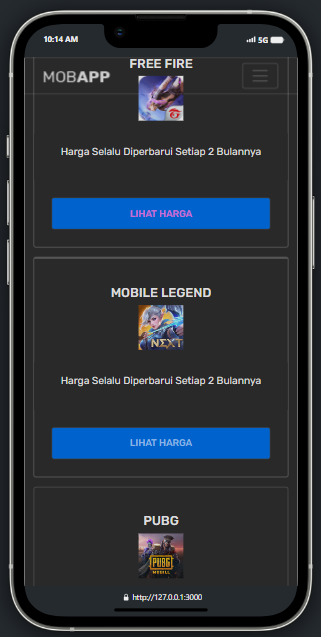 10:14 AM
5G
FREE FIRE
MOBAPP
Harga Selalu Diperbarui Setiap 2 Bulannya
LIHAT HARGA
MOBILE LEGEND
NEXT
Harga Selalu Diperbarui Setiap 2 Bulannya
LIHAT HARGA
PUBG
PUBG
MOBILE
http://127.0.0.1:3000